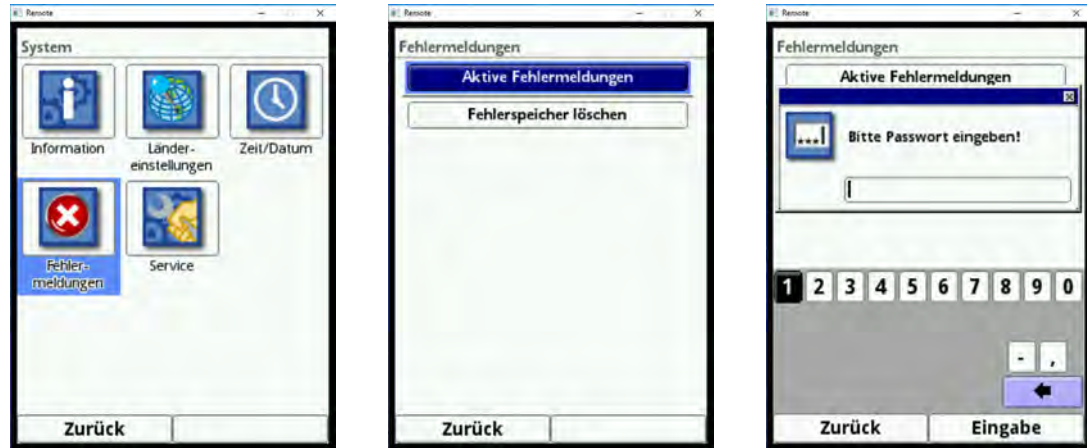 Remote
System
Information
Länder-
einstellungen
Zeit/Datum
Fehler-
meldungen
Service
Zurück
Remote
Fehlermeldungen
Aktive Fehlermeldungen
Fehlerspeicher löschen
Zurück
Remote
Fehlermeldungen
Aktive Fehlermeldungen
Bitte Passwort eingeben!
1 2 3 4 5 6 7 8 9 0
- ,
Zurück Eingabe